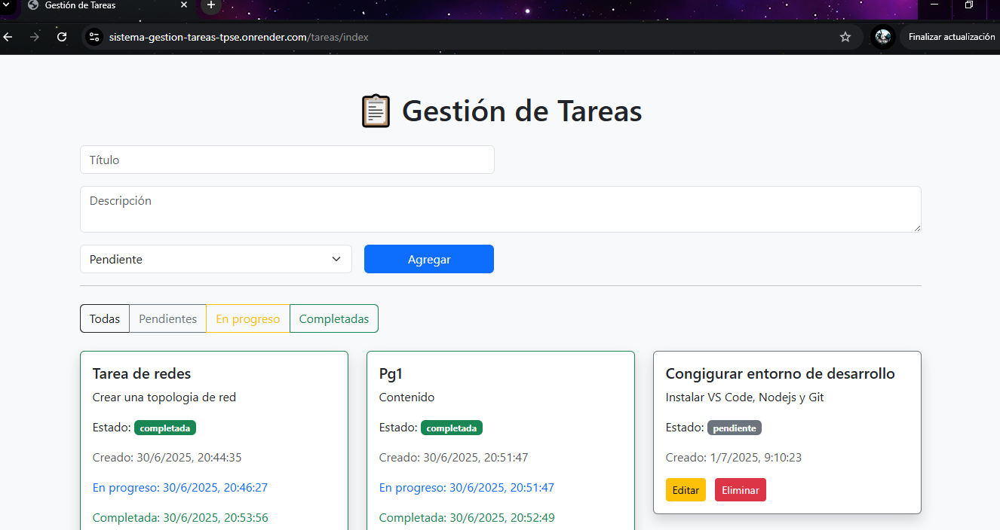 Gestión de Tareas
sistema-gestion-tareas-tpse.onrender.com/tareas/index
Finalizar actualización
Gestión de Tareas
Título
Descripción
Pendiente
Agregar
Todas
Pendientes
En progreso
Completadas
Tarea de redes
Crear una topologia de red
Estado: completada
Creado: 30/6/2025, 20:44:35
En progreso: 30/6/2025, 20:46:27
Completada: 30/6/2025, 20:53:56
Pg1
Contenido
Estado: completada
Creado: 30/6/2025, 20:51:47
En progreso: 30/6/2025, 20:51:47
Completada: 30/6/2025, 20:52:49
Congigurar entorno de desarrollo
Instalar VS Code, Nodejs y Git
Estado: pendiente
Creado: 1/7/2025, 9:10:23
Editar
Eliminar